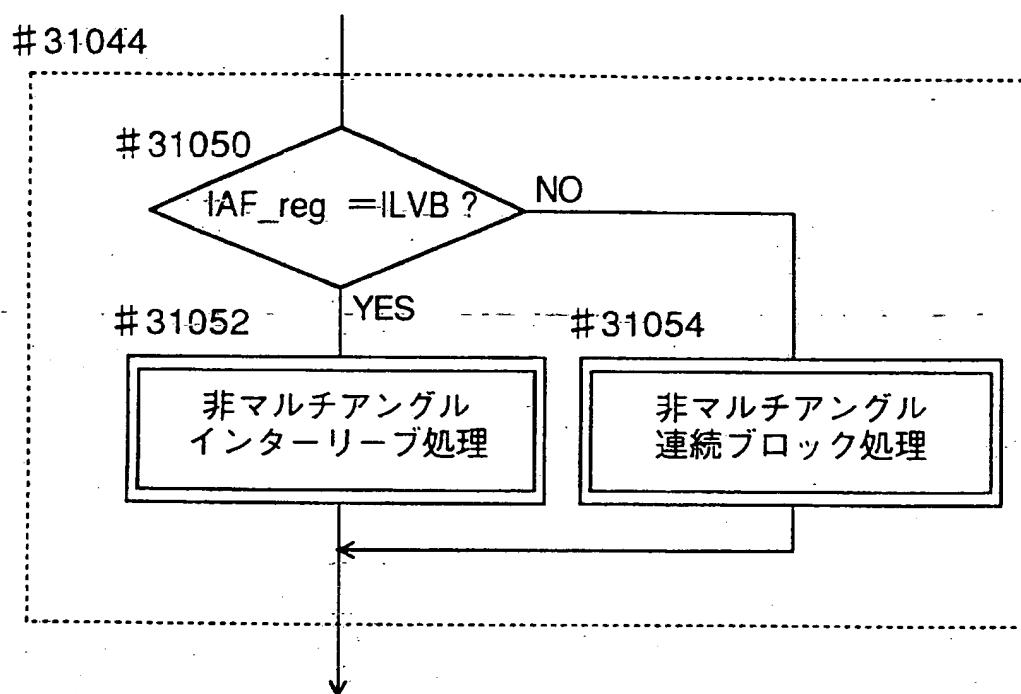 #31044
#31050
IAF_reg =ILVB ?
NO
YES
#31052
#31054
非マルチアングル
インターリーブ処理
非マルチアングル
連続ブロック処理